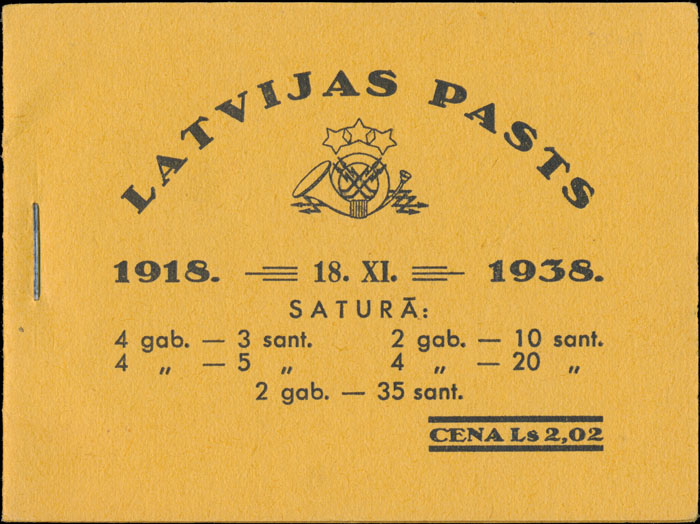 LATVIJAS PASTS
1918. 18. XI. 1938.
SATURĀ:
4 gab. — 3 sant. 2 gab. — 10 sant.
4 „ — 5 „ 4 „ — 20 „
2 gab. — 35 sant.
CENA Ls 2,02